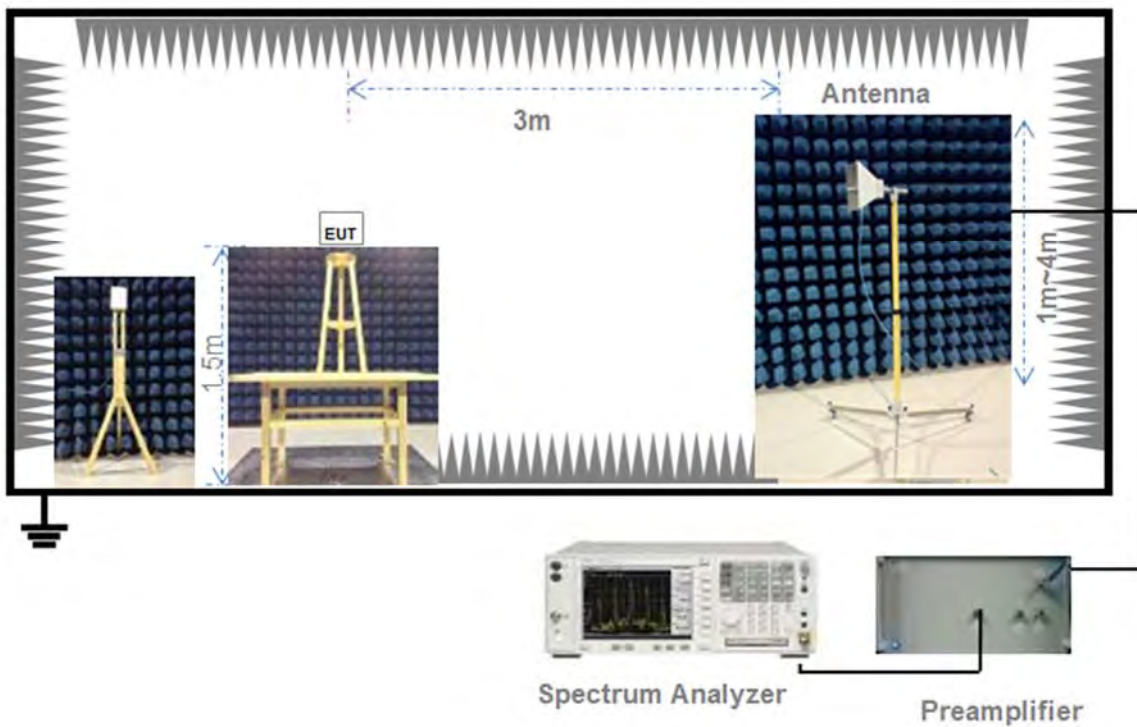 Antenna
3m
EUT
1.5m
1m~4m
Spectrum Analyzer
Preamplifier